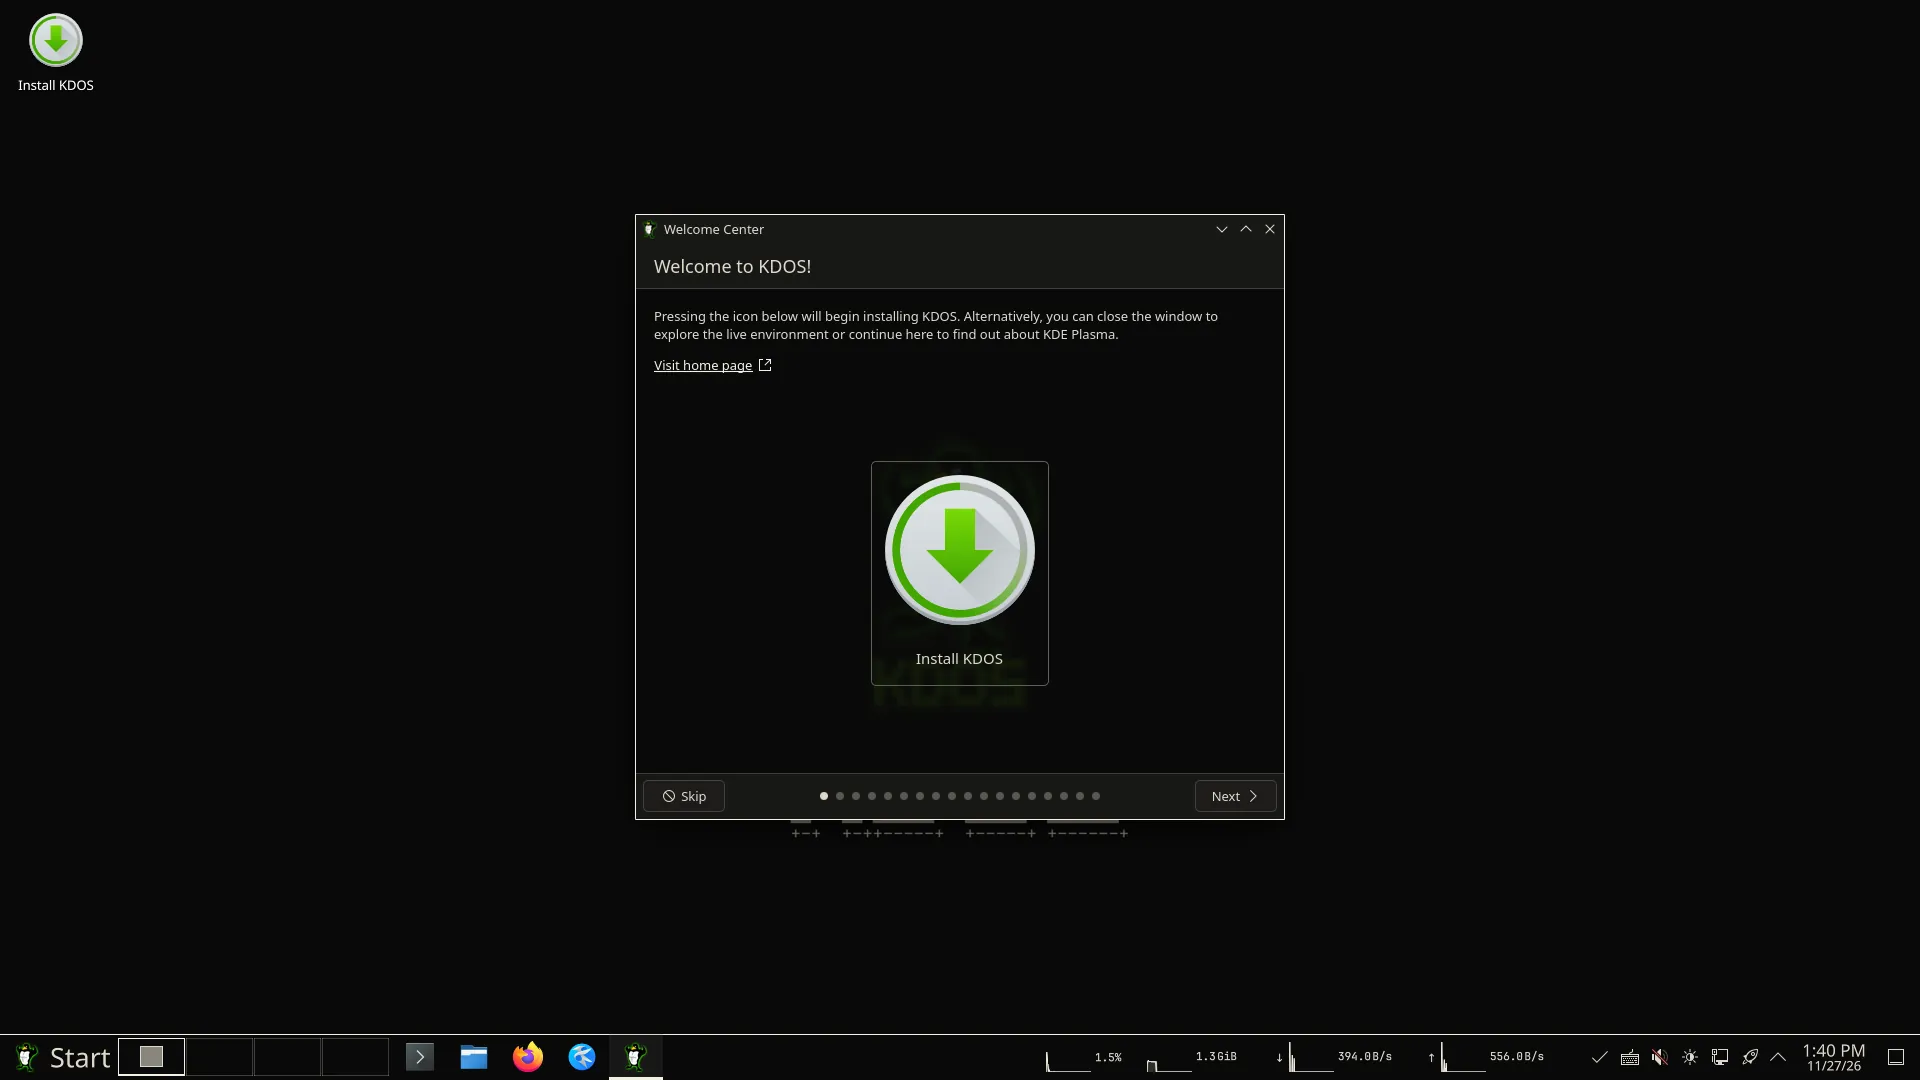 Install KDOS
Welcome Center
Welcome to KDOS!
Pressing the icon below will begin installing KDOS. Alternatively, you can close the window to
explore the live environment or continue here to find out about KDE Plasma.
Visit home page
Install KDOS
KDOS
Skip
Next
+-+ +-++-----+ +-----+ +------+
Start
1.5%
1.3GiB
↓
394.0B/s
↑
556.0B/s
1:40 PM
11/27/26